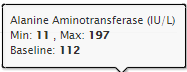 Alanine Aminotransferase (IU/L)
Min: 11 , Max: 197
Baseline: 112